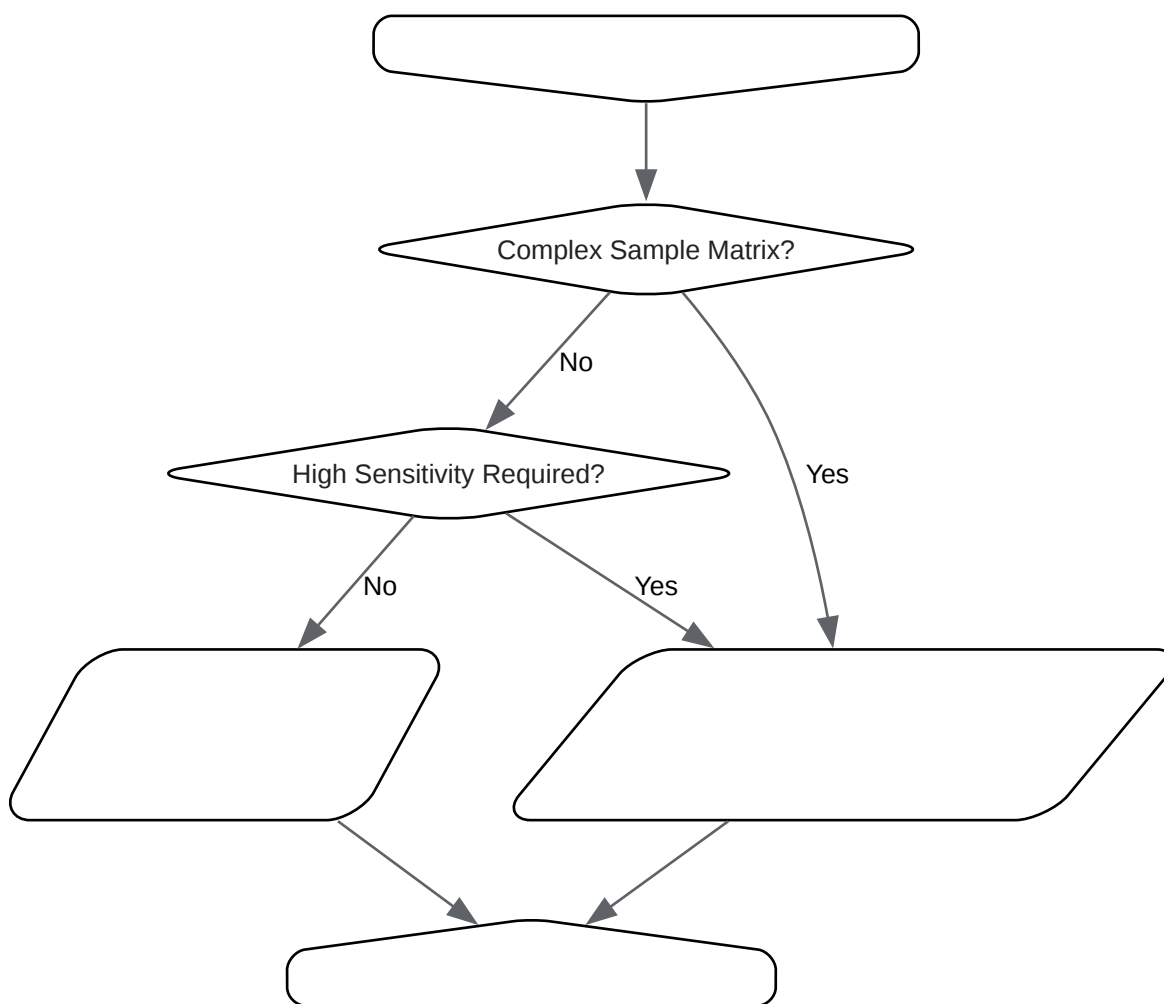 Complex Sample Matrix?
No
High Sensitivity Required?
Yes
No
Yes